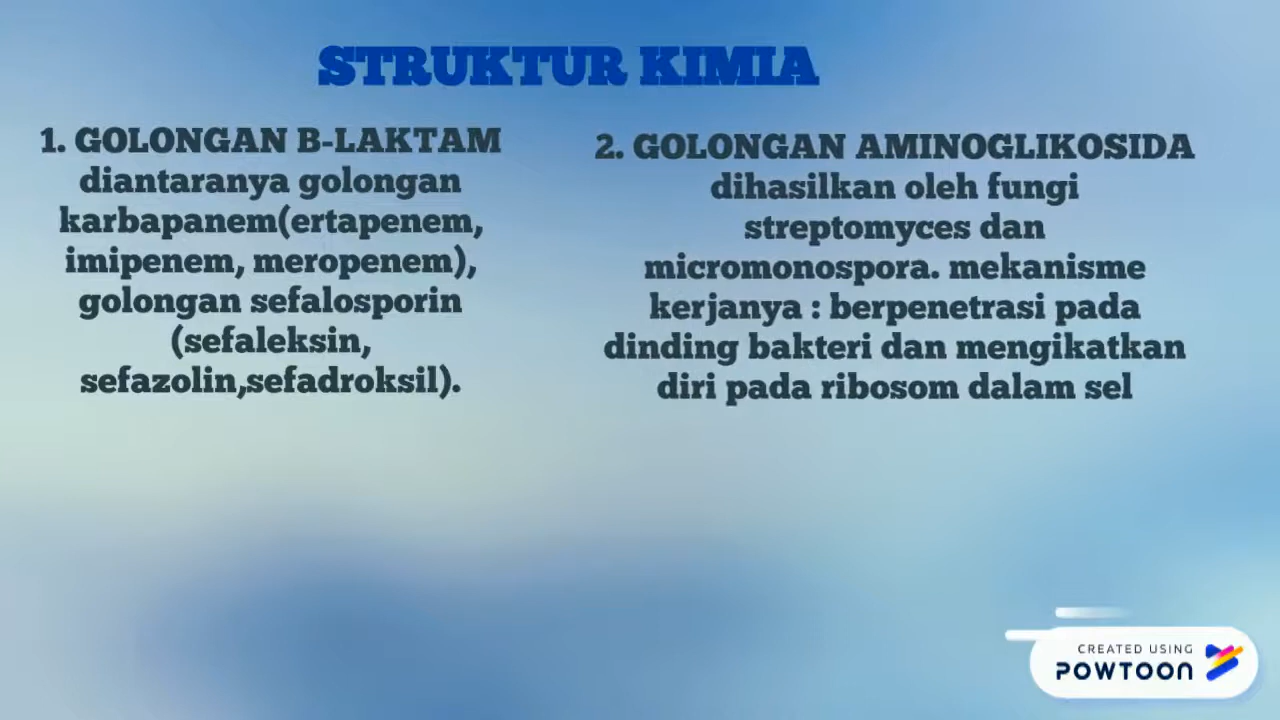 STRUKTUR KIMIA
1. GOLONGAN B-LAKTAM
diantaranya golongan
karbapanem(ertapenem,
imipenem, meropenem),
golongan sefalosporin
(sefaleksin,
sefazolin,sefadroksil).
2. GOLONGAN AMINOGLIKOSIDA
dihasilkan oleh fungi
streptomyces dan
micromonospora. mekanisme
kerjanya : berpenetrasi pada
dinding bakteri dan mengikatkan
diri pada ribosom dalam sel
CREATED USING
POWTOON